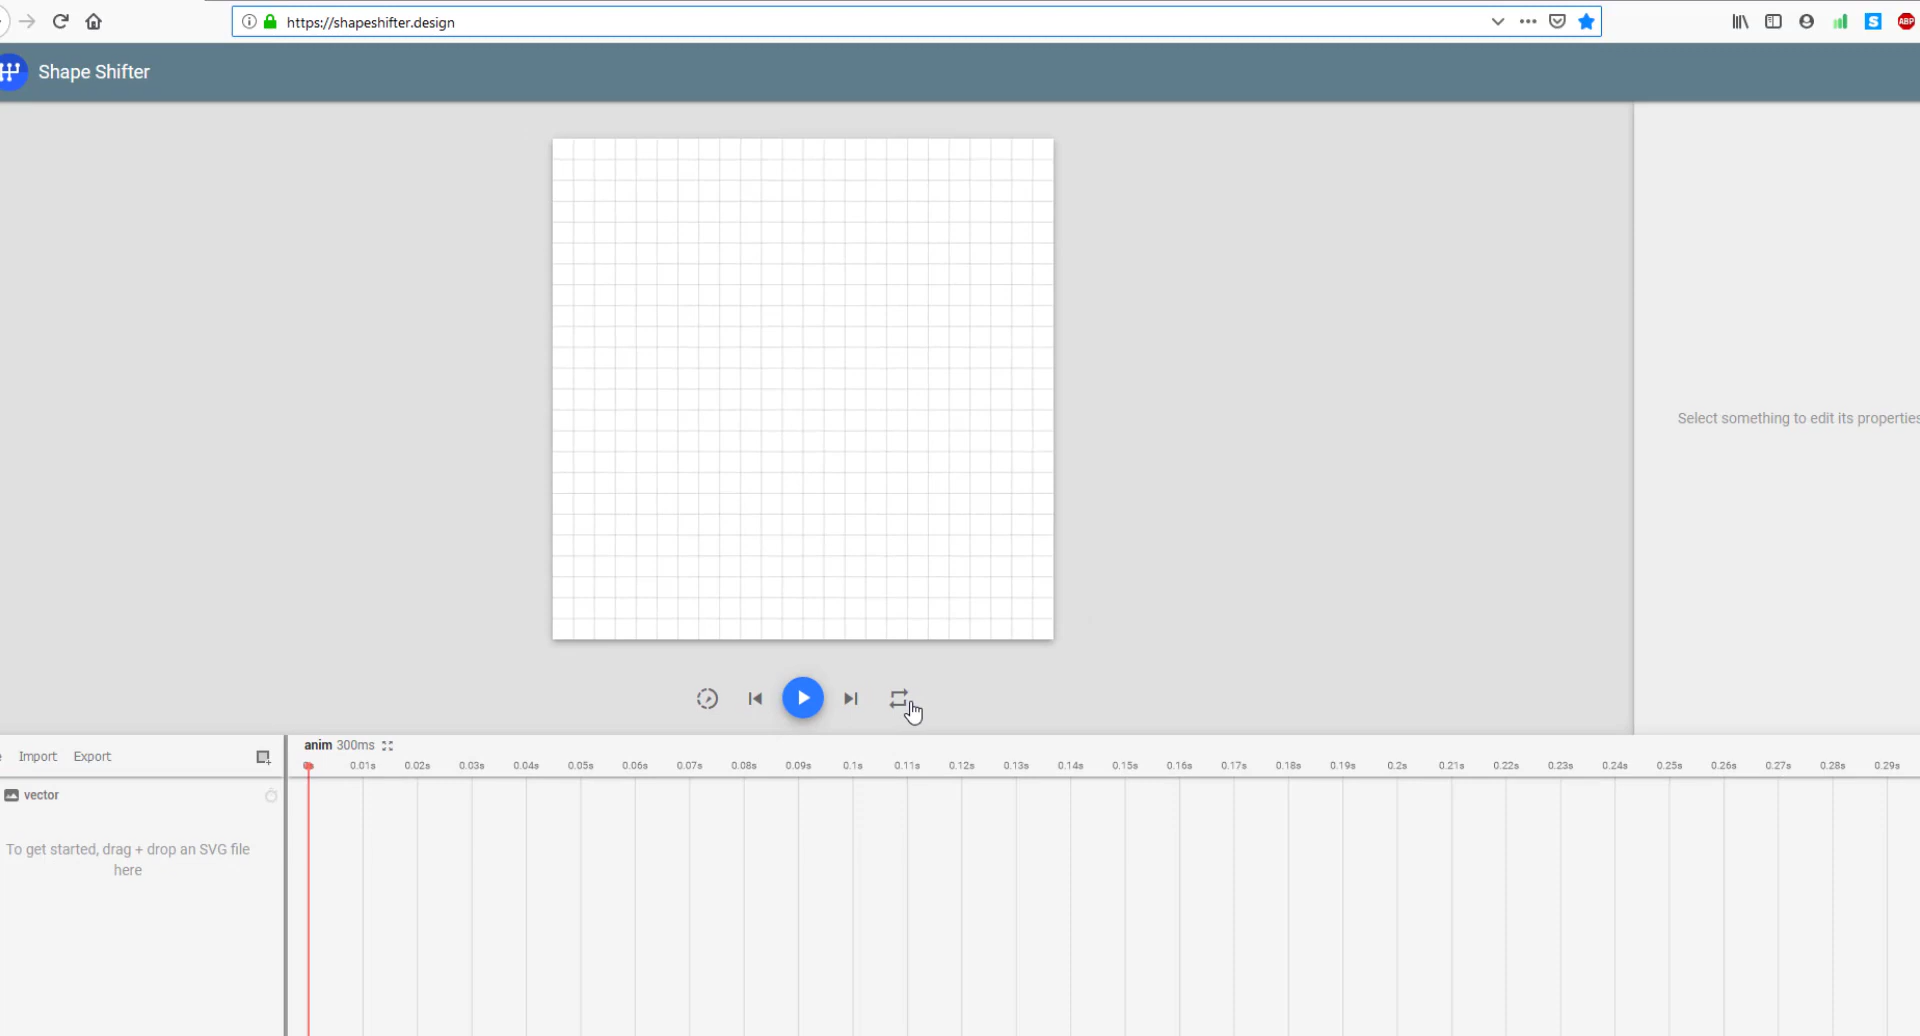 https://shapeshifter.design
ABP
Shape Shifter
Select something to edit its properties
anim 300ms
Import Export
0.01s 0.02s 0.03s 0.04s 0.05s 0.06s 0.07s 0.08s 0.09s 0.1s 0.11s 0.12s 0.13s 0.14s 0.15s 0.16s 0.17s 0.18s 0.19s 0.2s 0.21s 0.22s 0.23s 0.24s 0.25s 0.26s 0.27s 0.28s 0.29s
vector
To get started, drag + drop an SVG file
here